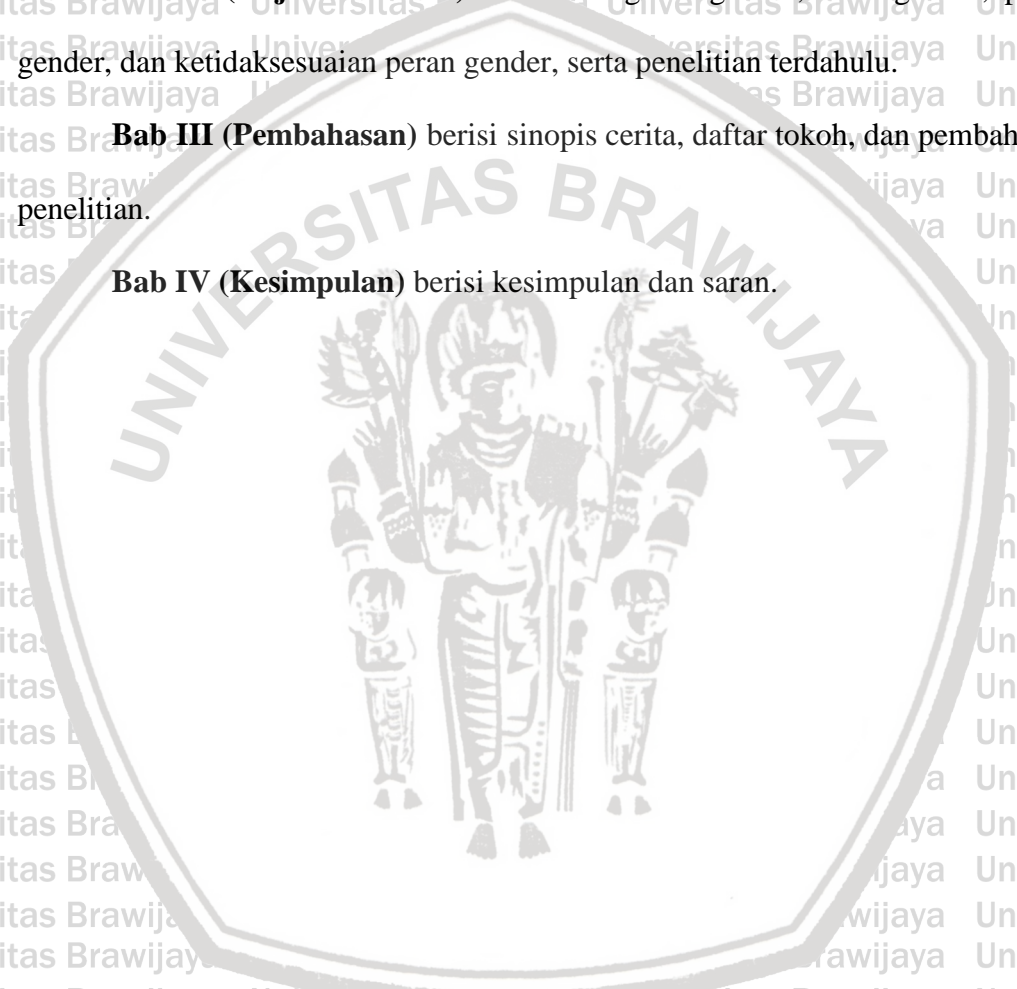 gender, dan ketidaksesuaian peran gender, serta penelitian terdahulu.
Bab III (Pembahasan) berisi sinopsis cerita, daftar tokoh, dan pembah
penelitian.
Bab IV (Kesimpulan) berisi kesimpulan dan saran.
UNIVERSITAS BRAWIJAYA